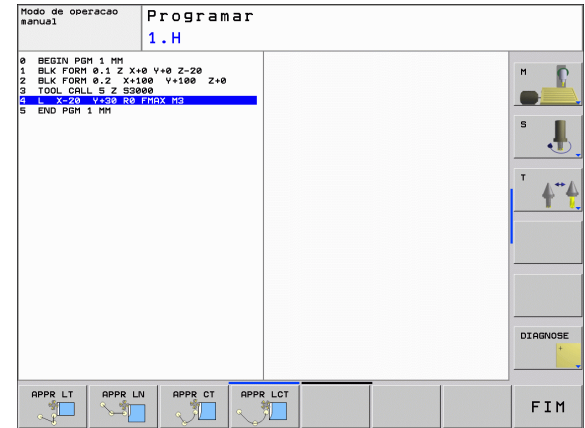 Modo de operacao
manual
Programar
1.H
0 BEGIN PGM 1 MM
1 BLK FORM 0.1 Z X+0 Y+0 Z-20
2 BLK FORM 0.2 X+100 Y+100 Z+0
3 TOOL CALL 5 Z S3000
4 L X-20 Y+30 R0 FMAX M3
5 END PGM 1 MM
M
S
T
DIAGNOSE
APPR LT
APPR LN
APPR CT
APPR LCT
FIM